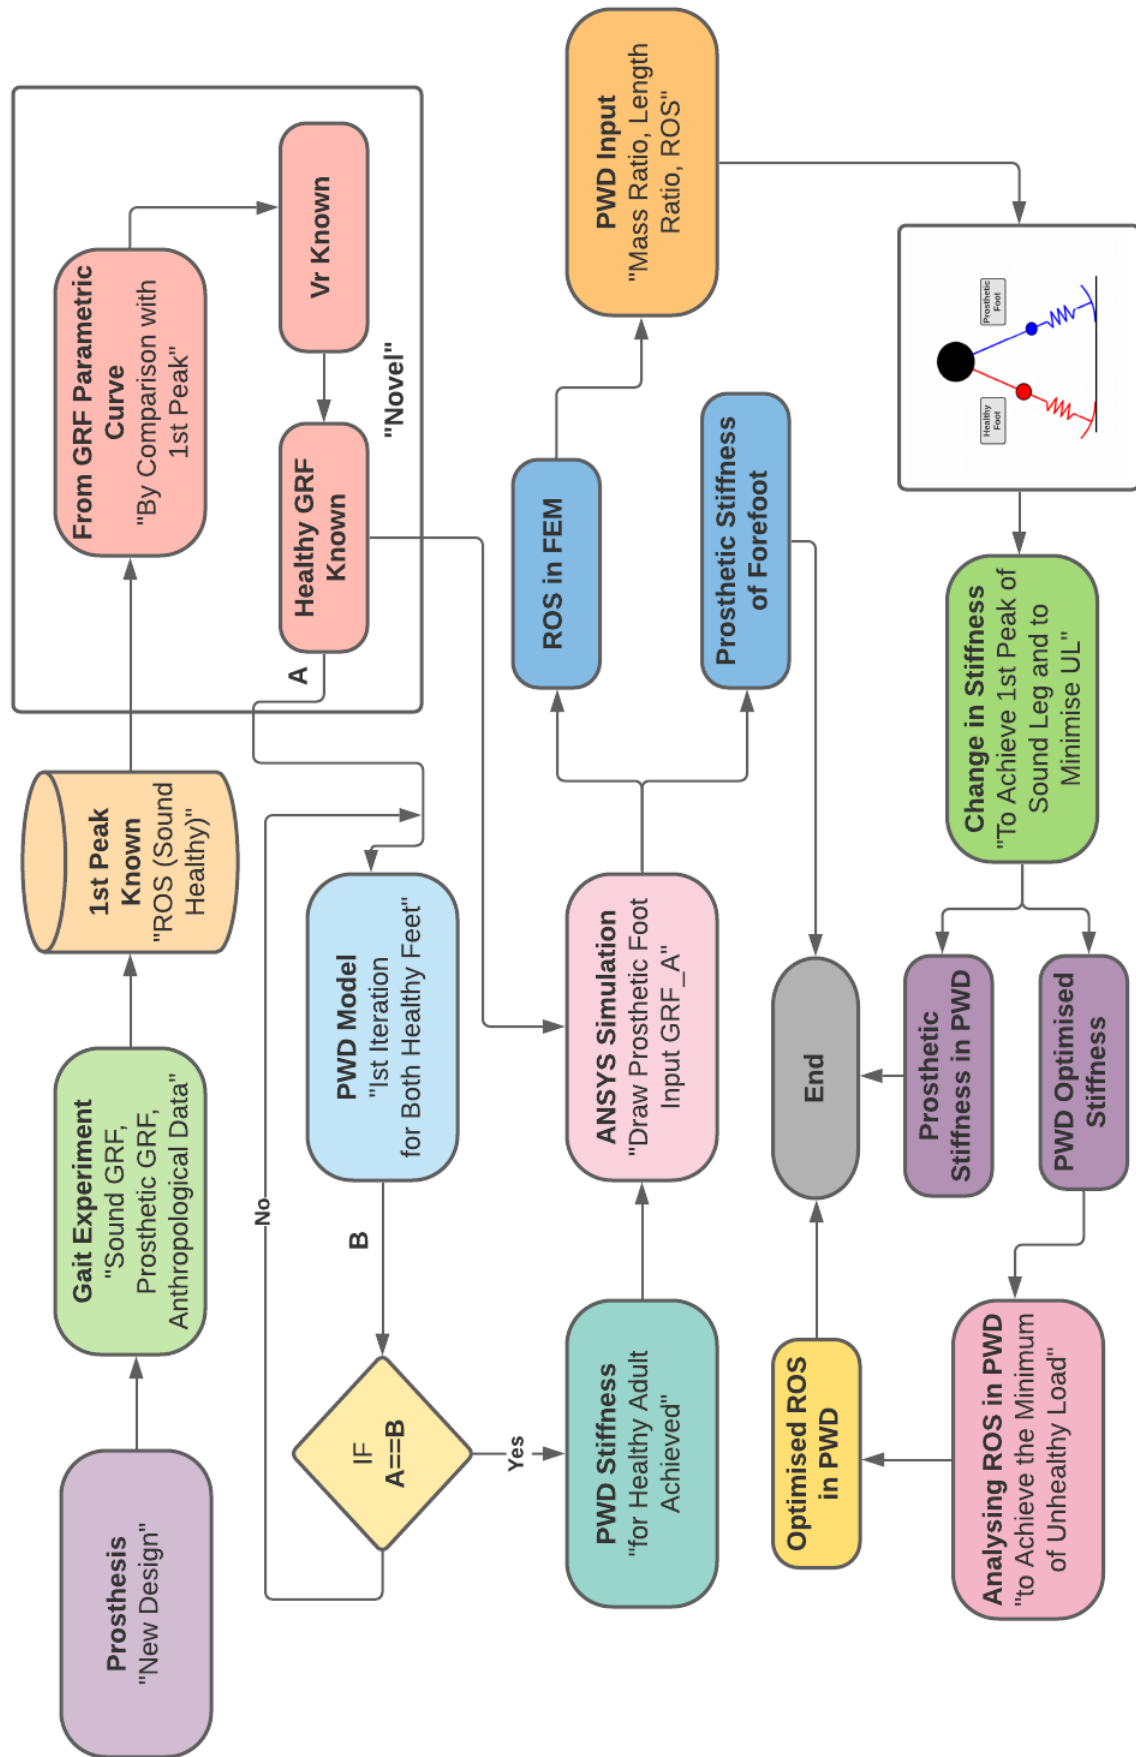 Prosthesis
"New Design"
Gait Experiment
"Sound GRF,
Prosthetic GRF,
Anthropological Data"
1st Peak
Known
"ROS (Sound
Healthy)"
From GRF Parametric
Curve
"By Comparison with
1st Peak"
Vr Known
Healthy GRF
Known
"Novel"
A
No
PWD Model
"Ist Iteration
for Both Healthy Feet"
B
IF
A==B
Yes
PWD Stiffness
"for Healthy Adult
Achieved"
ANSYS Simulation
"Draw Prosthetic Foot
Input GRF_A"
ROS in FEM
Prosthetic Stiffness
of Forefoot
PWD Input
"Mass Ratio, Length
Ratio, ROS"
Healthy
Foot
Prosthetic
Foot
Change in Stiffness
"To Achieve 1st Peak of
Sound Leg and to
Minimise UL"
Prosthetic
Stiffness in PWD
PWD Optimised
Stiffness
Analysing ROS in PWD
"to Achieve the Minimum
of Unhealthy Load"
Optimised ROS
in PWD
End